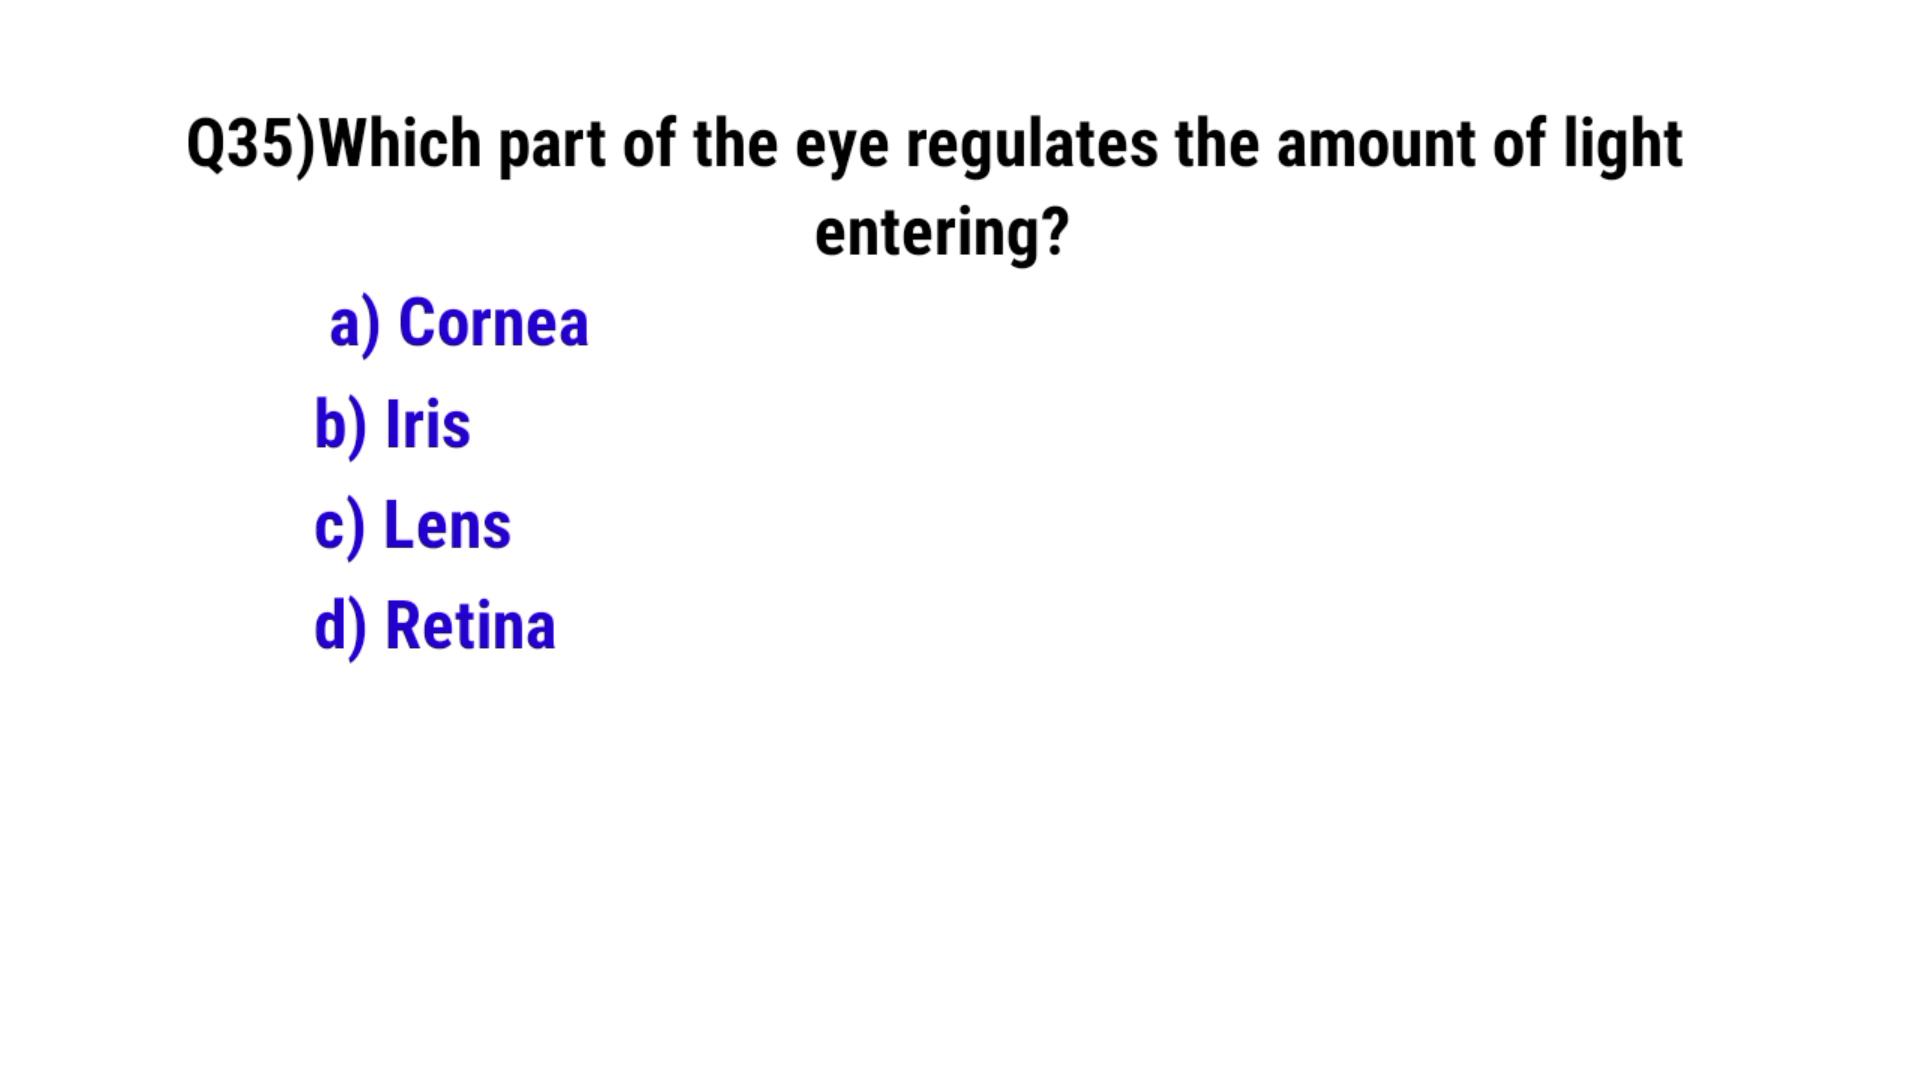 Q35)Which part of the eye regulates the amount of light
entering?
a) Cornea
b) Iris
c) Lens
d) Retina